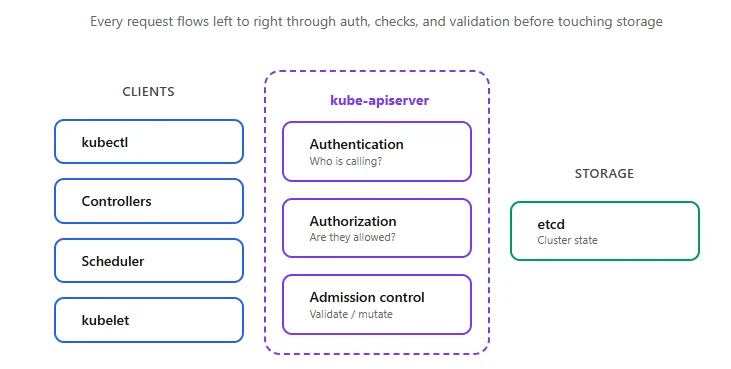 Every request flows left to right through auth, checks, and validation before touching storage
CLIENTS
kubectl
Controllers
Scheduler
kubelet
kube-apiserver
Authentication
Who is calling?
Authorization
Are they allowed?
Admission control
Validate / mutate
STORAGE
etcd
Cluster state